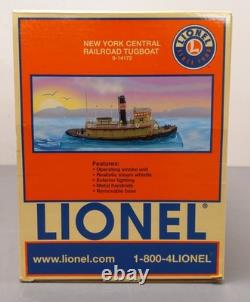 NEW YORK CENTRAL
RAILROAD TUGBOAT
6-14172
LIONEL
Features:
• Operating smoke unit
• Realistic steam whistle
• Exterior lighting
• Metal handrails
• Removable base
LIONEL®
www.lionel.com 1-800-4LIONEL